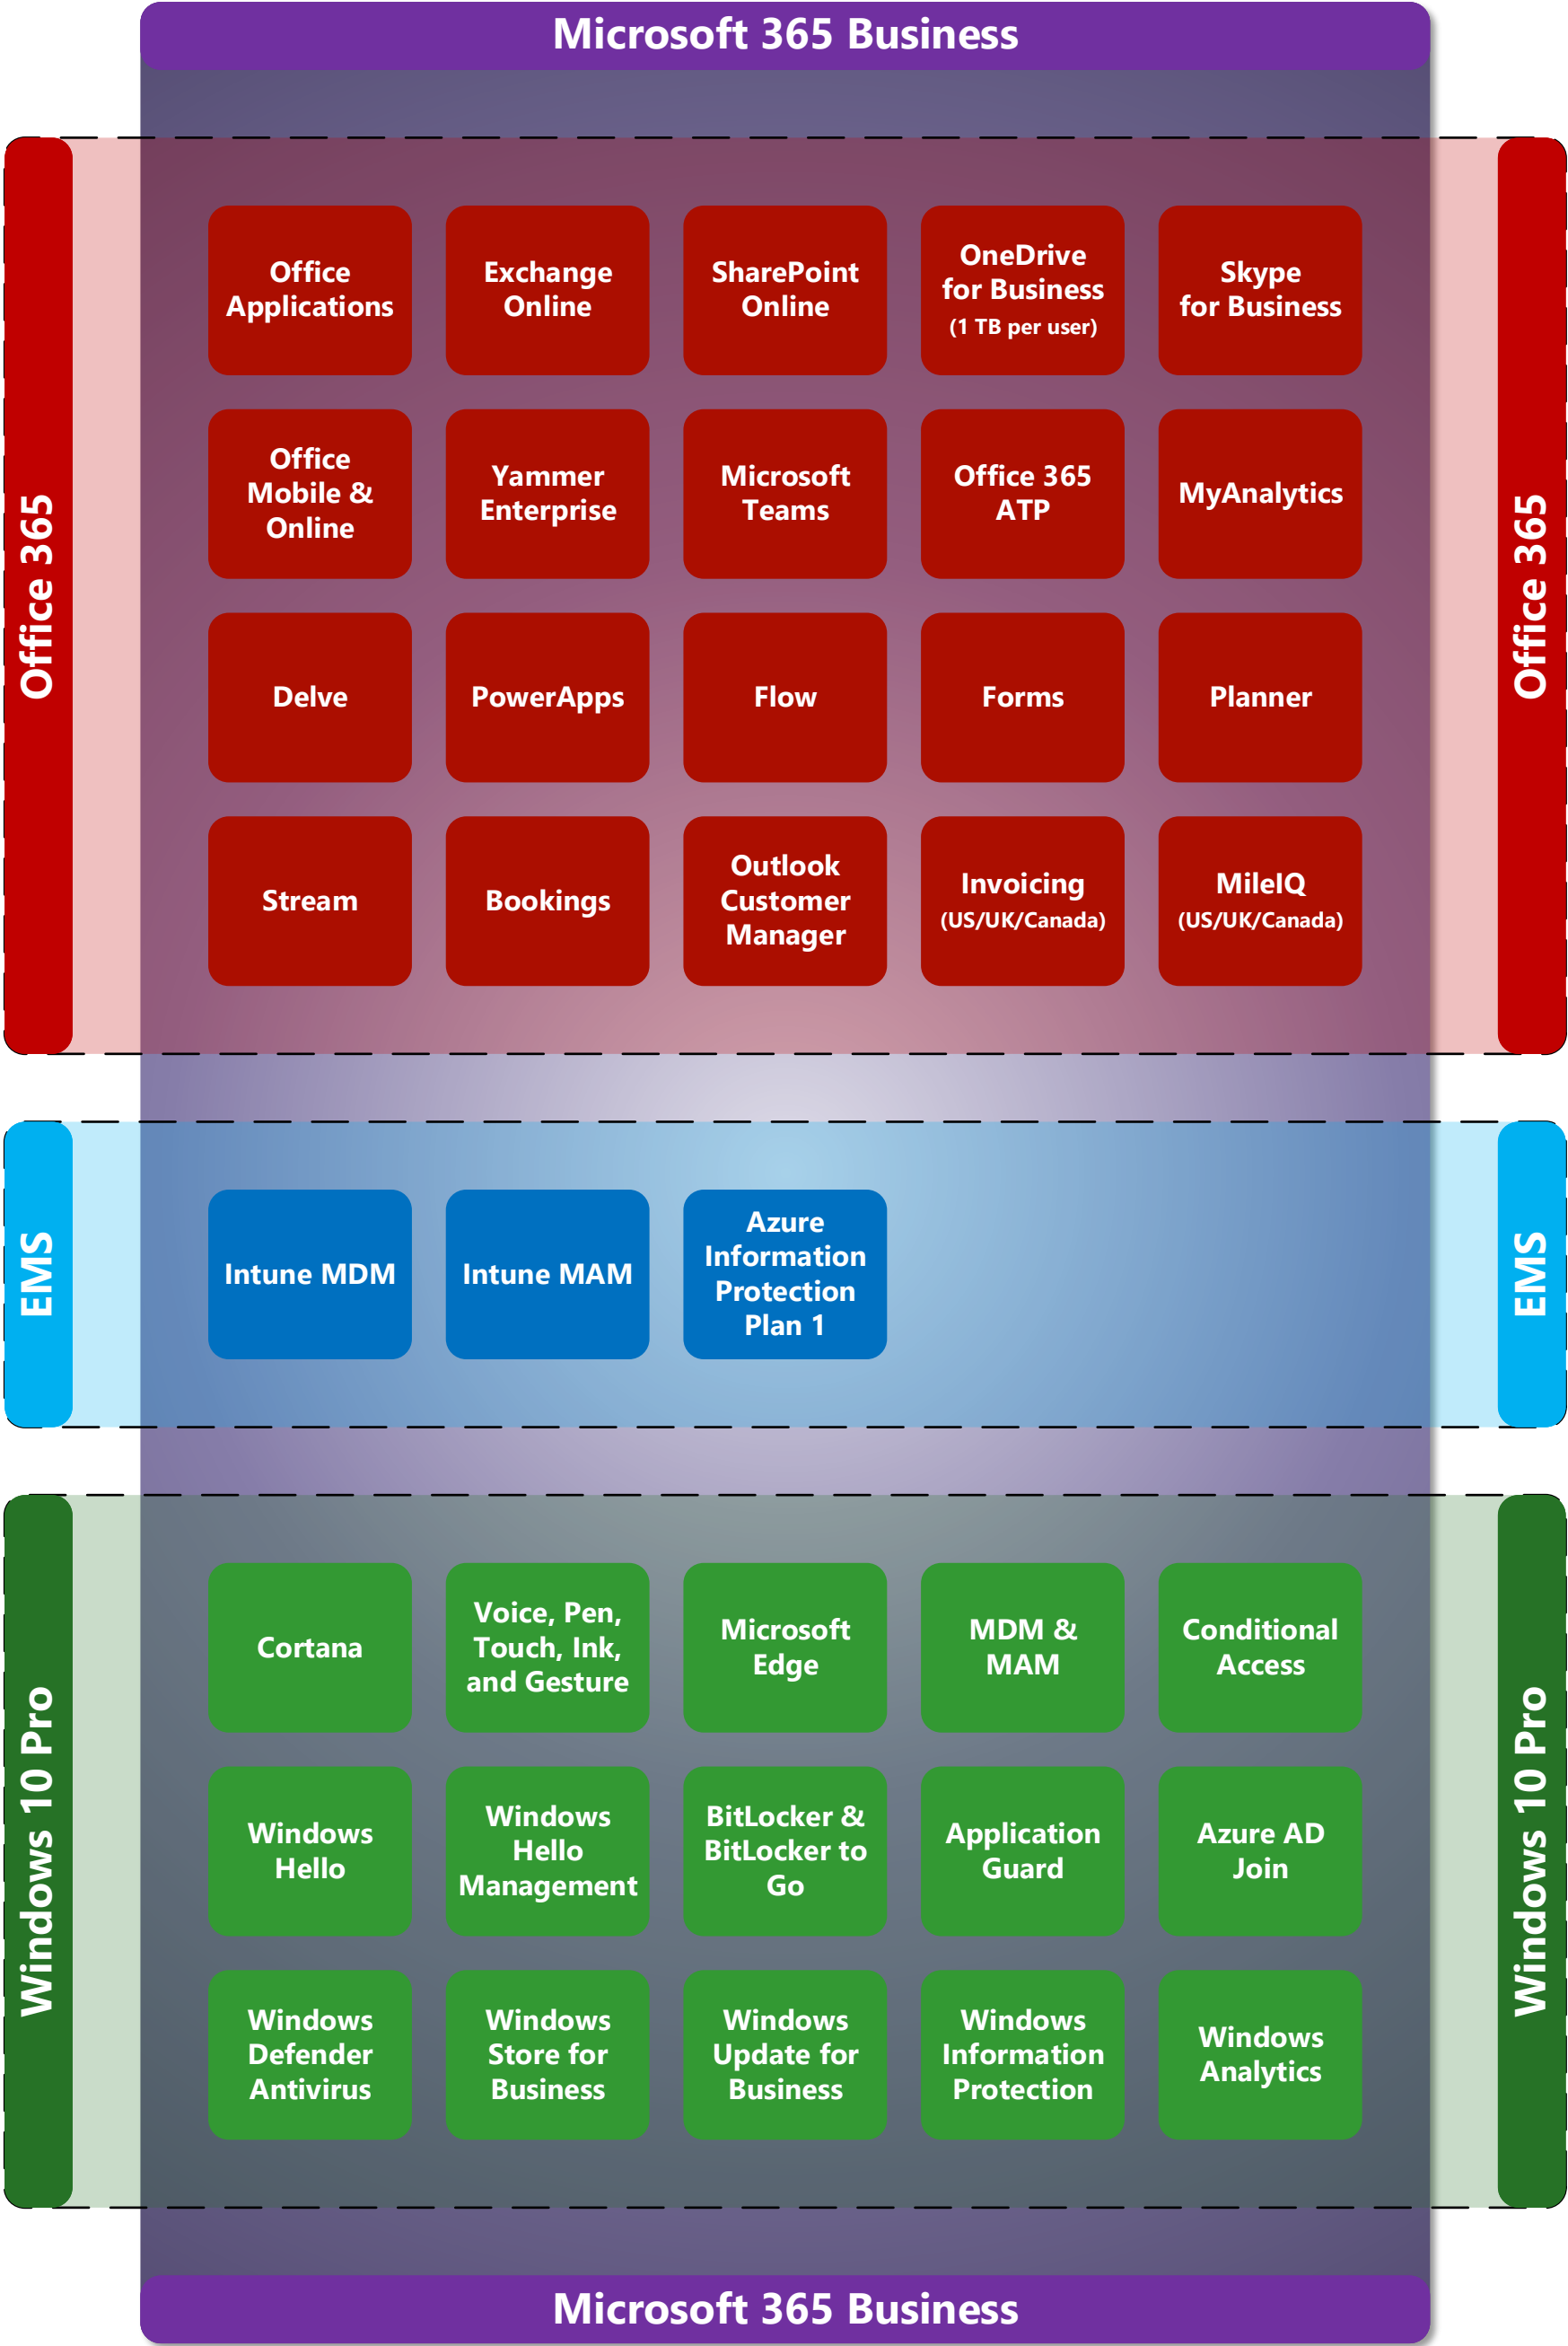 Microsoft 365 Business
Office 365
Office 365
Office
Applications
Exchange
Online
SharePoint
Online
OneDrive
for Business
(1 TB per user)
Skype
for Business
Office
Mobile &
Online
Yammer
Enterprise
Microsoft
Teams
Office 365
ATP
MyAnalytics
Delve
PowerApps
Flow
Forms
Planner
Stream
Bookings
Outlook
Customer
Manager
Invoicing
(US/UK/Canada)
MileIQ
(US/UK/Canada)
EMS
EMS
Intune MDM
Intune MAM
Azure
Information
Protection
Plan 1
Windows 10 Pro
Windows 10 Pro
Cortana
Voice, Pen,
Touch, Ink,
and Gesture
Microsoft
Edge
MDM &
MAM
Conditional
Access
Windows
Hello
Windows
Hello
Management
BitLocker &
BitLocker to
Go
Application
Guard
Azure AD
Join
Windows
Defender
Antivirus
Windows
Store for
Business
Windows
Update for
Business
Windows
Information
Protection
Windows
Analytics
Microsoft 365 Business